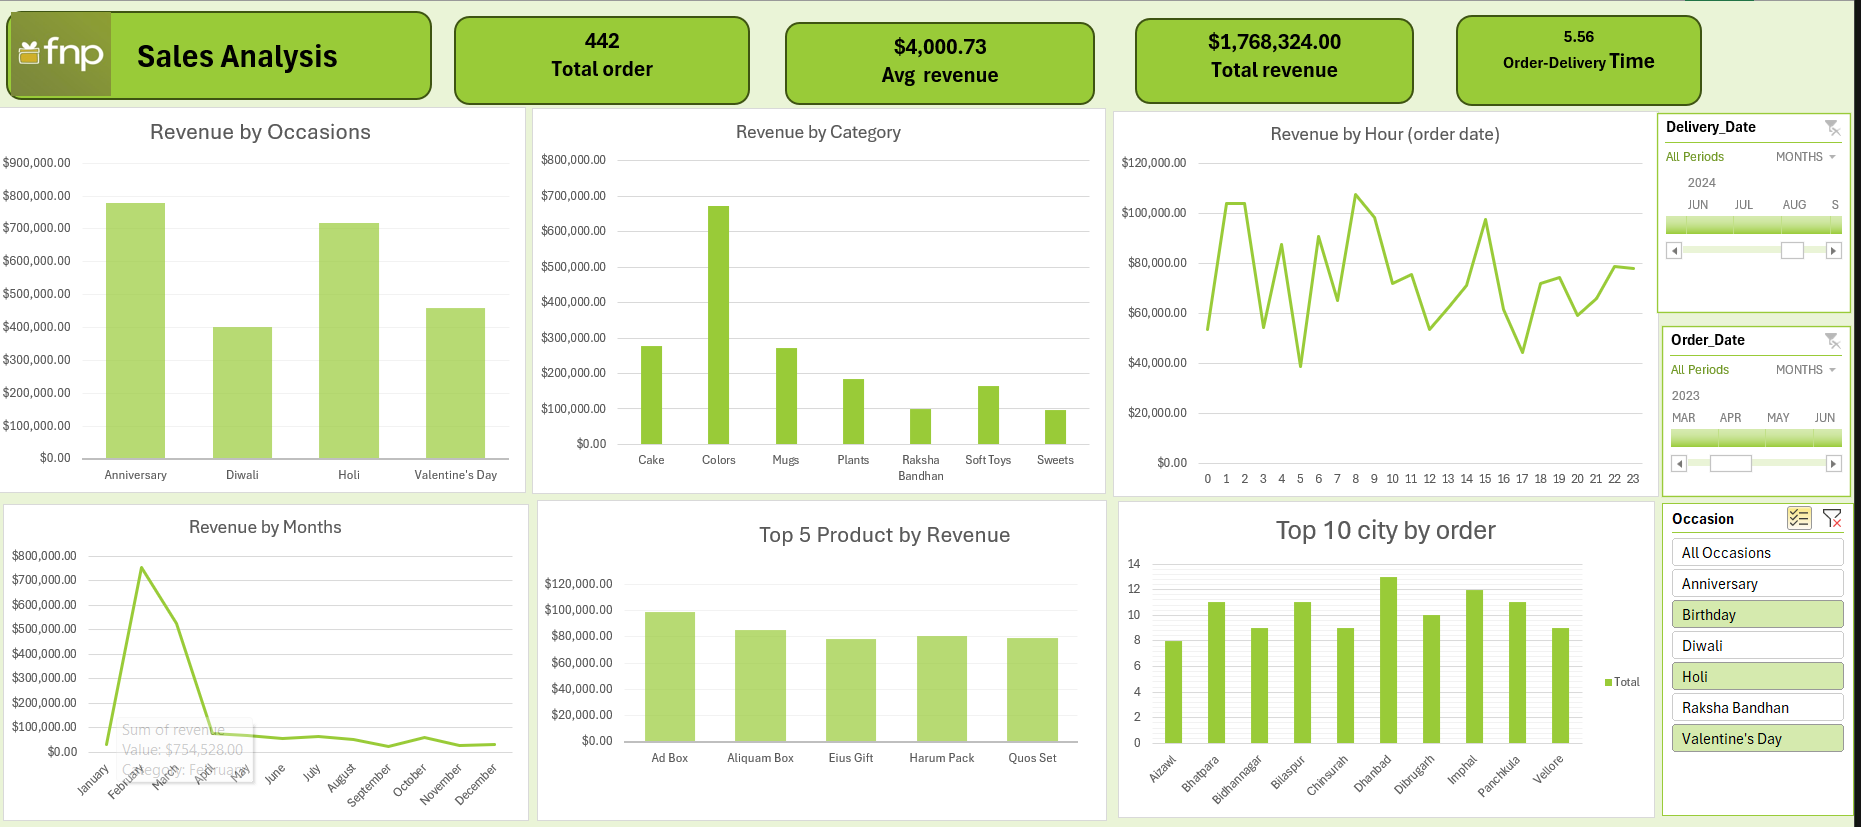 fnp
Sales Analysis
442
Total order
$4,000.73
Avg revenue
$1,768,324.00
Total revenue
5.56
Order-Delivery Time
Revenue by Occasions
$900,000.00
$800,000.00
$700,000.00
$600,000.00
$500,000.00
$400,000.00
$300,000.00
$200,000.00
$100,000.00
$0.00
Anniversary Diwali Holi Valentine's Day
Revenue by Category
$800,000.00
$700,000.00
$600,000.00
$500,000.00
$400,000.00
$300,000.00
$200,000.00
$100,000.00
$0.00
Cake Colors Mugs Plants Raksha Bandhan Soft Toys Sweets
Revenue by Hour (order date)
$120,000.00
$100,000.00
$80,000.00
$60,000.00
$40,000.00
$20,000.00
$0.00
0 1 2 3 4 5 6 7 8 9 10 11 12 13 14 15 16 17 18 19 20 21 22 23
Delivery_Date
All Periods MONTHS
2024
JUN JUL AUG S
Order_Date
All Periods MONTHS
2023
MAR APR MAY JUN
Revenue by Months
$800,000.00
$700,000.00
$600,000.00
$500,000.00
$400,000.00
$300,000.00
$200,000.00
$100,000.00
$0.00
January February March April May June July August September October November December
Sum of revenue
Value: $754,528.00
Category: February
Top 5 Product by Revenue
$120,000.00
$100,000.00
$80,000.00
$60,000.00
$40,000.00
$20,000.00
$0.00
Ad Box Aliquam Box Eius Gift Harum Pack Quos Set
Top 10 city by order
14
12
10
8
6
4
2
0
Aizawl Bhatpara Bidhannagar Bilaspur Chinsurah Dhanbad Dibrugarh Imphal Panchkula Vellore
Total
Occasion
All Occasions
Anniversary
Birthday
Diwali
Holi
Raksha Bandhan
Valentine's Day